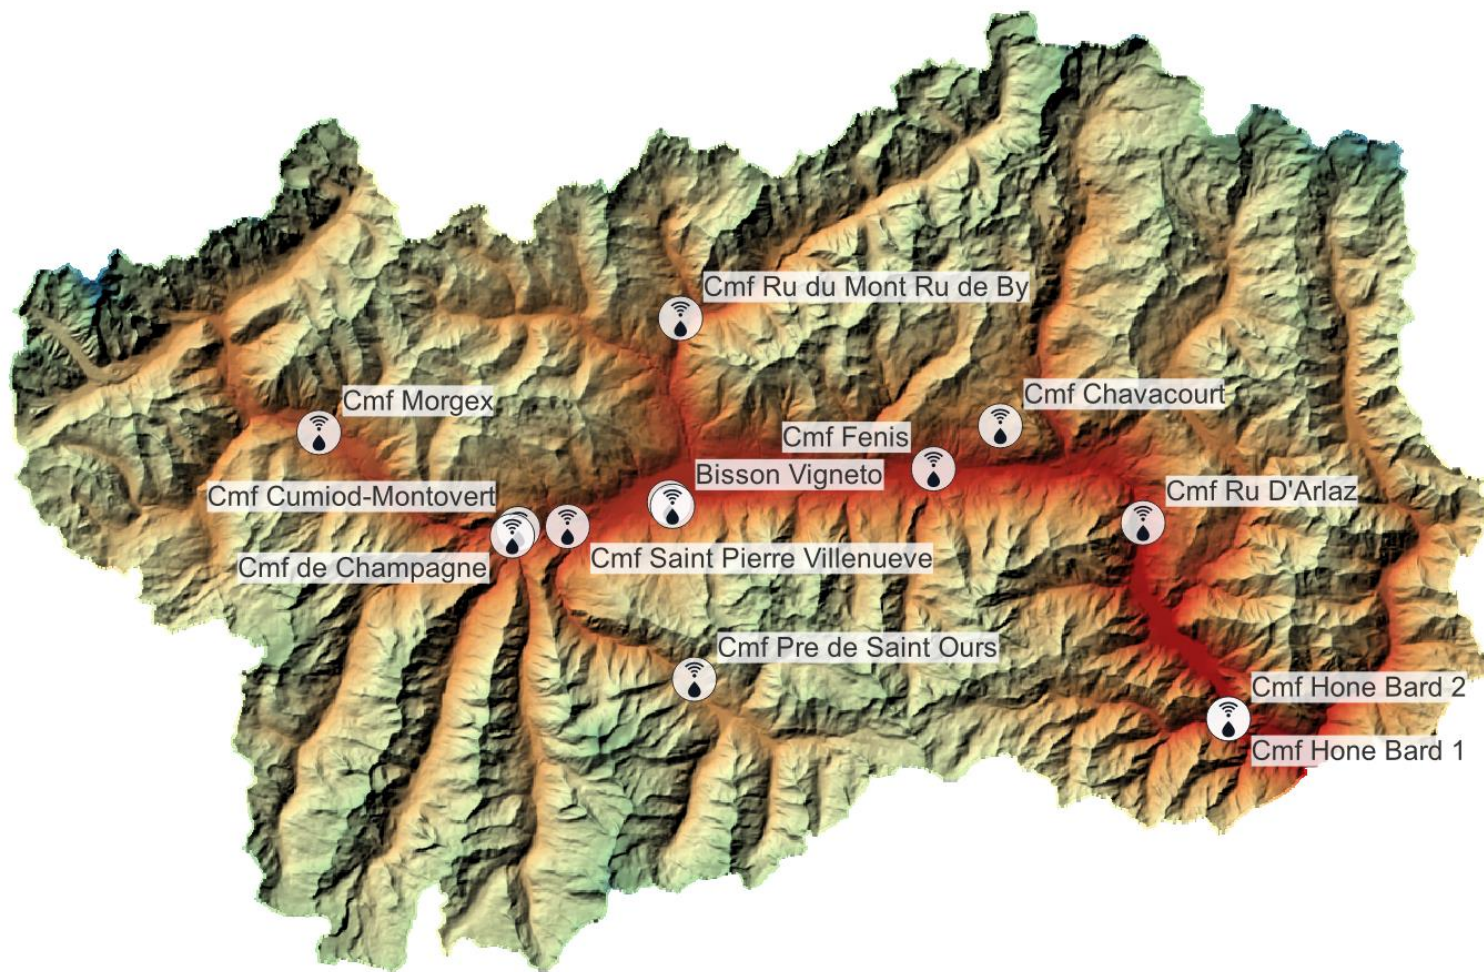 Cmf Ru du Mont Ru de By
Cmf Morgex
Cmf Chavacourt
Cmf Fenis
Bisson Vigneto
Cmf Cumiod-Montovert
Cmf Ru D'Arlaz
Cmf de Champagne
Cmf Saint Pierre Villenueve
Cmf Pre de Saint Ours
Cmf Hone Bard 2
Cmf Hone Bard 1